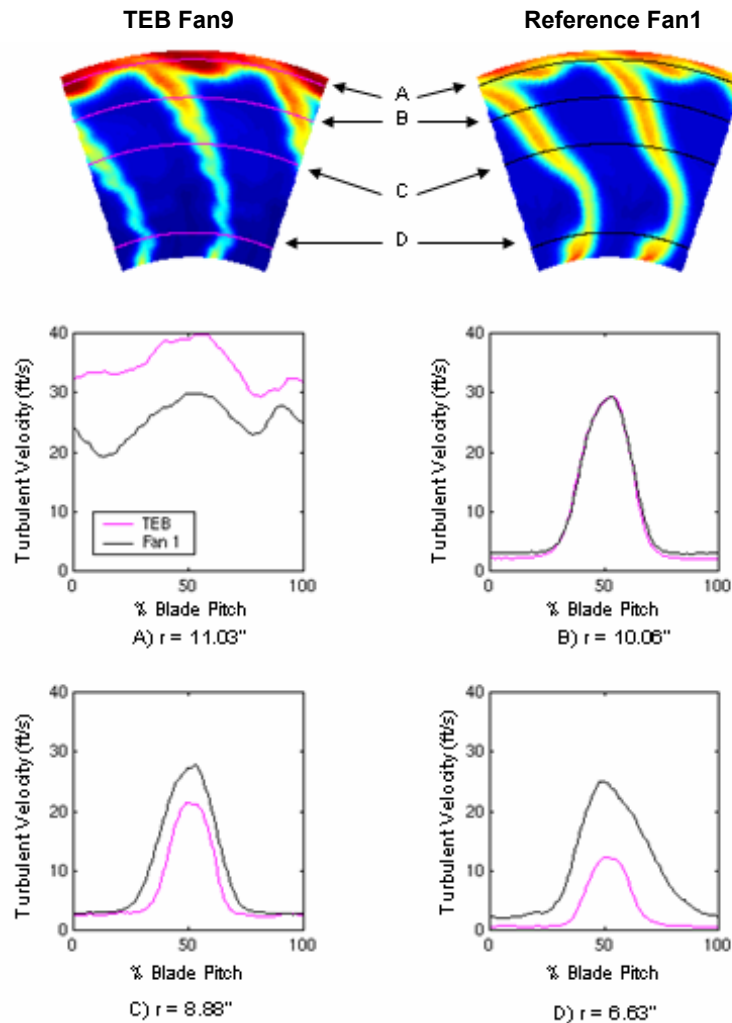 TEB Fan9
Reference Fan1
A
B
C
D
Turbulent Velocity (ft/s)
40
30
20
10
0
TEB
Fan 1
0
50
100
% Blade Pitch
A) r = 11.03"
Turbulent Velocity (ft/s)
40
30
20
10
0
0
50
100
% Blade Pitch
B) r = 10.06"
Turbulent Velocity (ft/s)
40
30
20
10
0
0
50
100
% Blade Pitch
C) r = 8.88"
Turbulent Velocity (ft/s)
40
30
20
10
0
0
50
100
% Blade Pitch
D) r = 6.63"